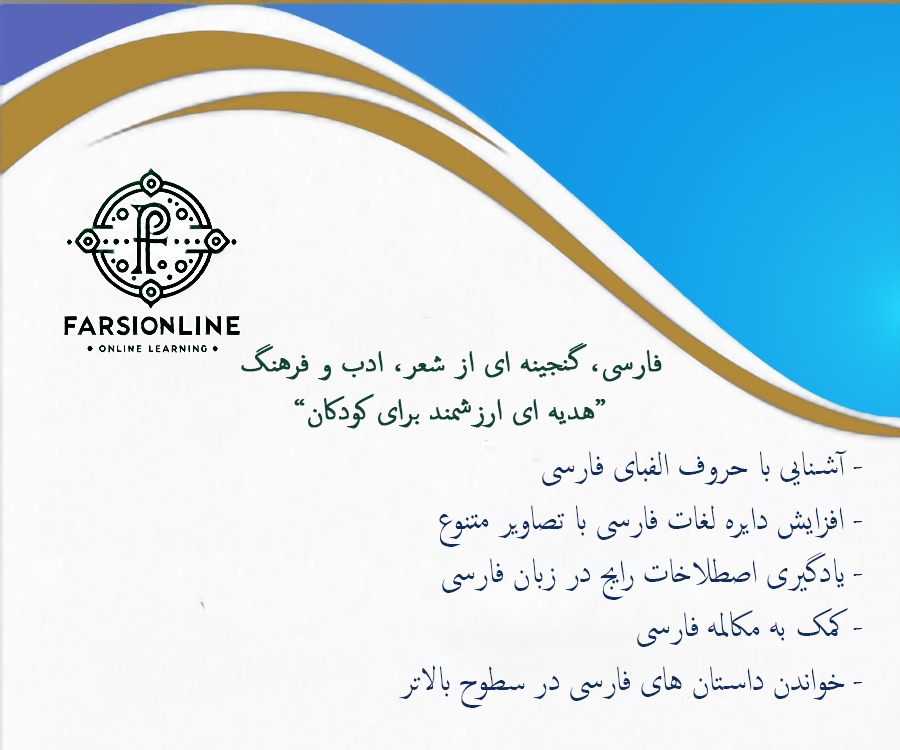 FARSIONLINE
• ONLINE LEARNING •
فارسی، گنجینه ای از شعر، ادب و فرهنگ
”هدیه ای ارزشمند برای کودکان“
- آشنایی با حروف الفبای فارسی
- افزایش دایره لغات فارسی با تصاویر متنوع
- یادگیری اصطلاخات رایج در زبان فارسی
- کمک به مکالمه فارسی
- خواندن داستان های فارسی در سطوح بالاتر